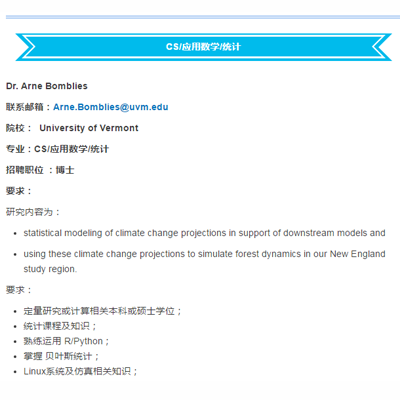 CS/应用数学/统计
Dr. Arne Bomblies
联系邮箱：Arne.Bomblies@uvm.edu
院校： University of Vermont
专业：CS/应用数学/统计
招聘职位 ：博士
要求：
研究内容为：
• statistical modeling of climate change projections in support of downstream models and
• using these climate change projections to simulate forest dynamics in our New England
study region.
要求：
• 定量研究或计算相关本科或硕士学位；
• 统计课程及知识；
• 熟练运用 R/Python；
• 掌握 贝叶斯统计；
• Linux系统及仿真相关知识；